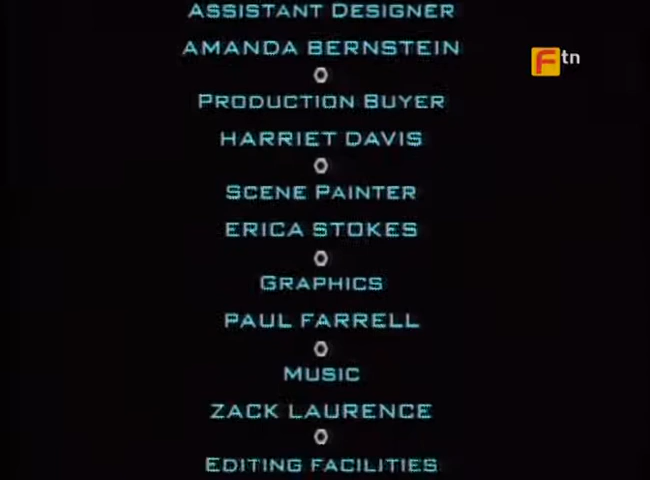 ASSISTANT DESIGNER
AMANDA BERNSTEIN
Ftn
PRODUCTION BUYER
HARRIET DAVIS
SCENE PAINTER
ERICA STOKES
GRAPHICS
PAUL FARRELL
MUSIC
ZACK LAURENCE
EDITING FACILITIES